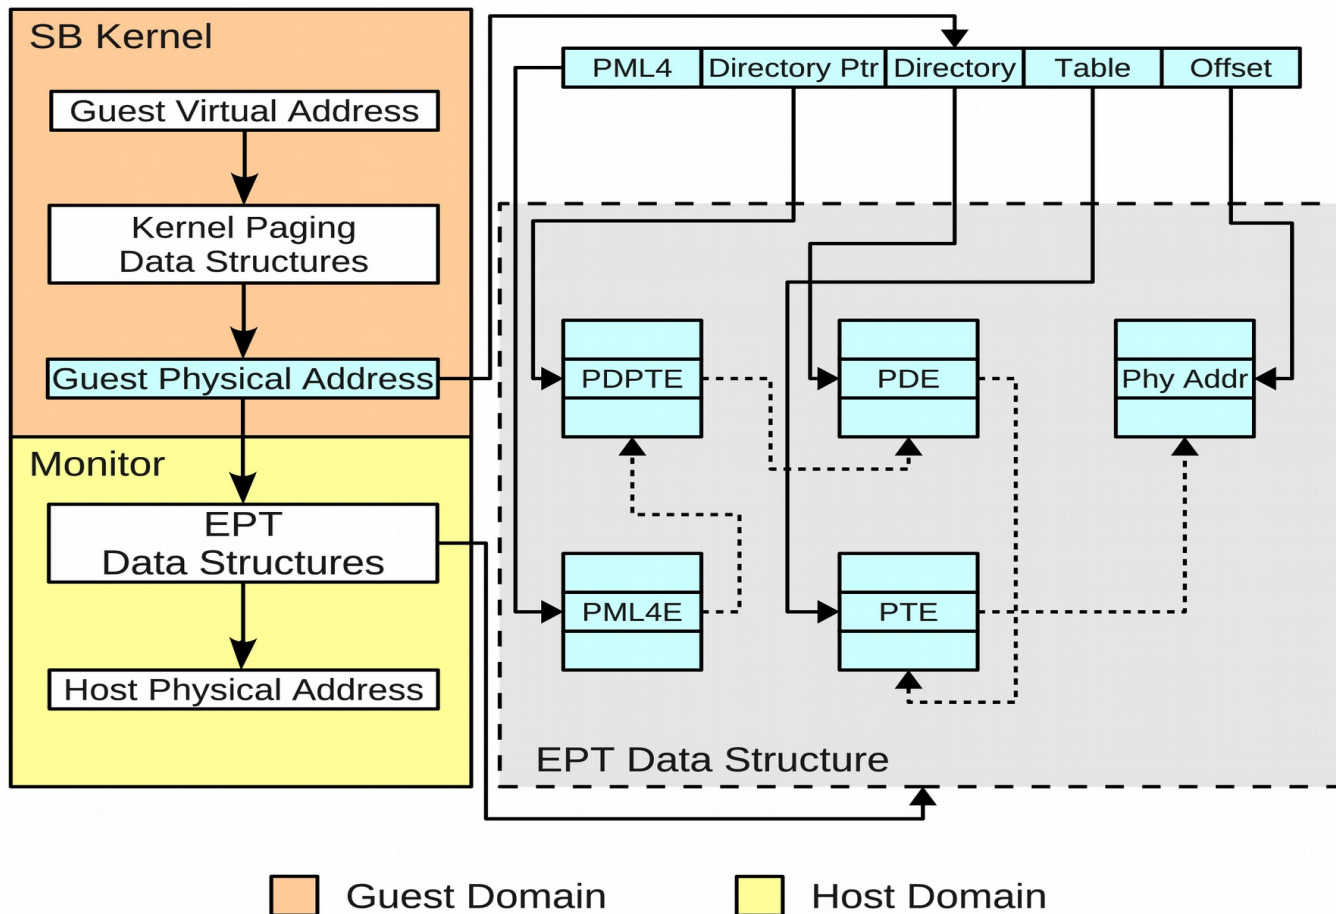 SB Kernel
Guest Virtual Address
Kernel Paging
Data Structures
Guest Physical Address
Monitor
EPT
Data Structures
Host Physical Address
PML4
Directory Ptr
Directory
Table
Offset
PDPTE
PDE
Phy Addr
PML4E
PTE
EPT Data Structure
Guest Domain
Host Domain